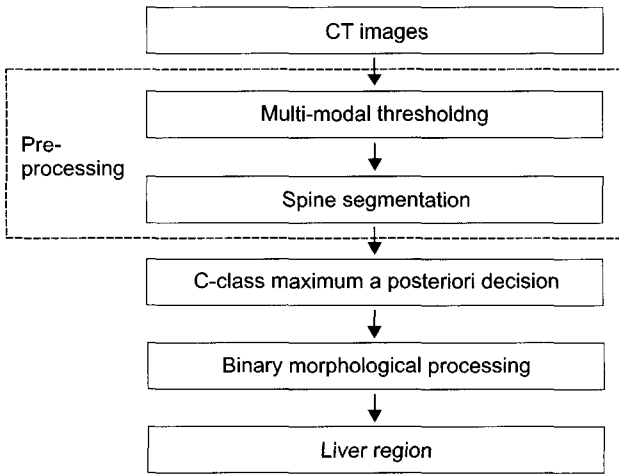 CT images
Multi-modal thresholdng
Pre-
processing
Spine segmentation
C-class maximum a posteriori decision
Binary morphological processing
Liver region